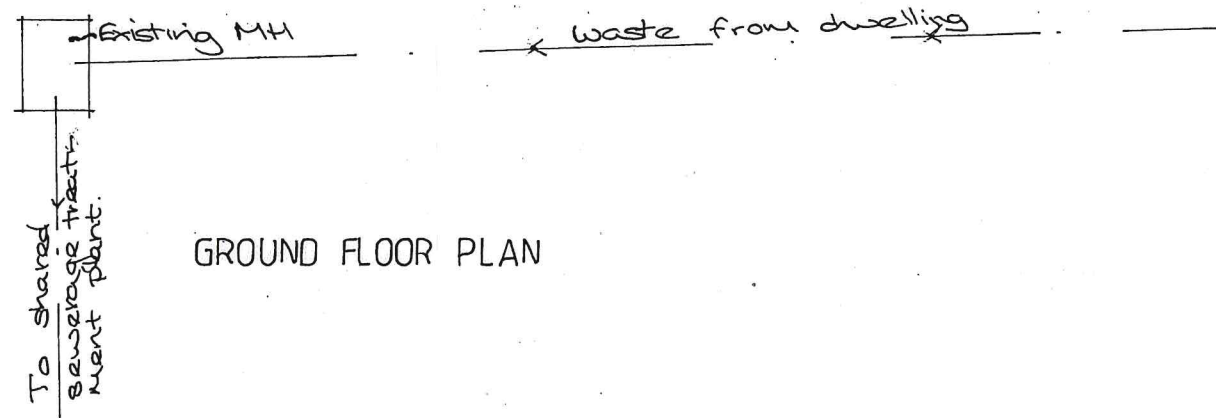 Existing MH
waste from dwelling
To shared
sewerage treat-
ment plant.
GROUND FLOOR PLAN